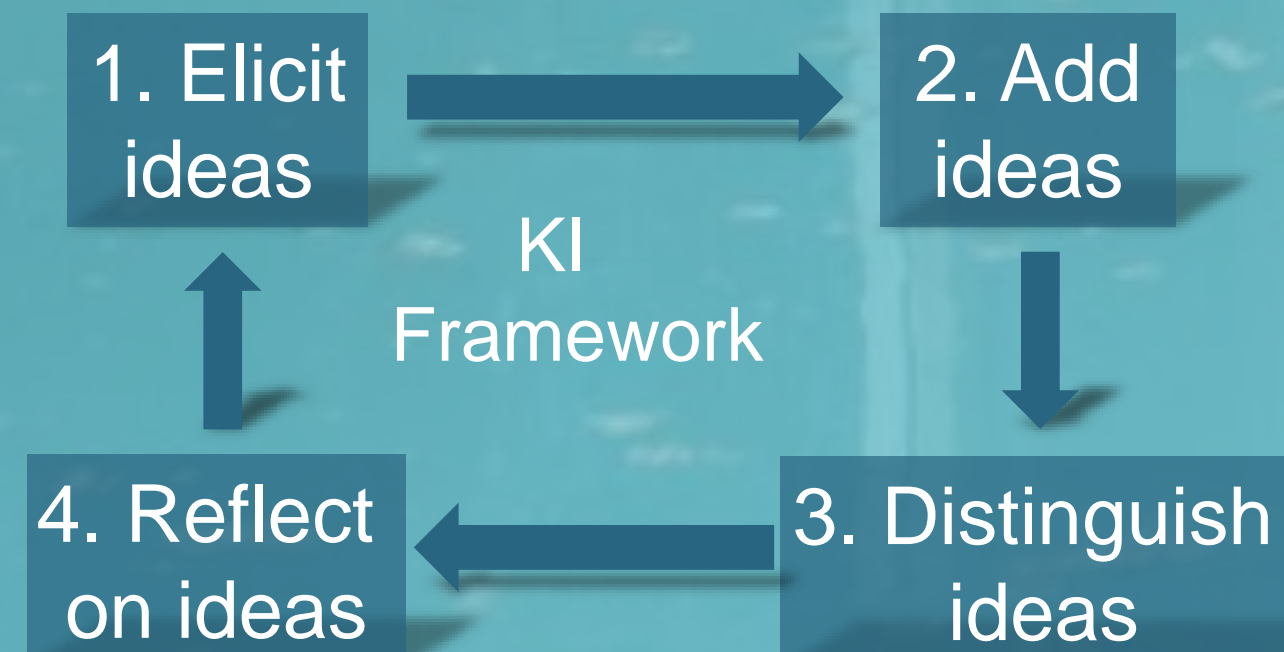 1. Elicit
ideas
2. Add
ideas
KI
Framework
4. Reflect
on ideas
3. Distinguish
ideas